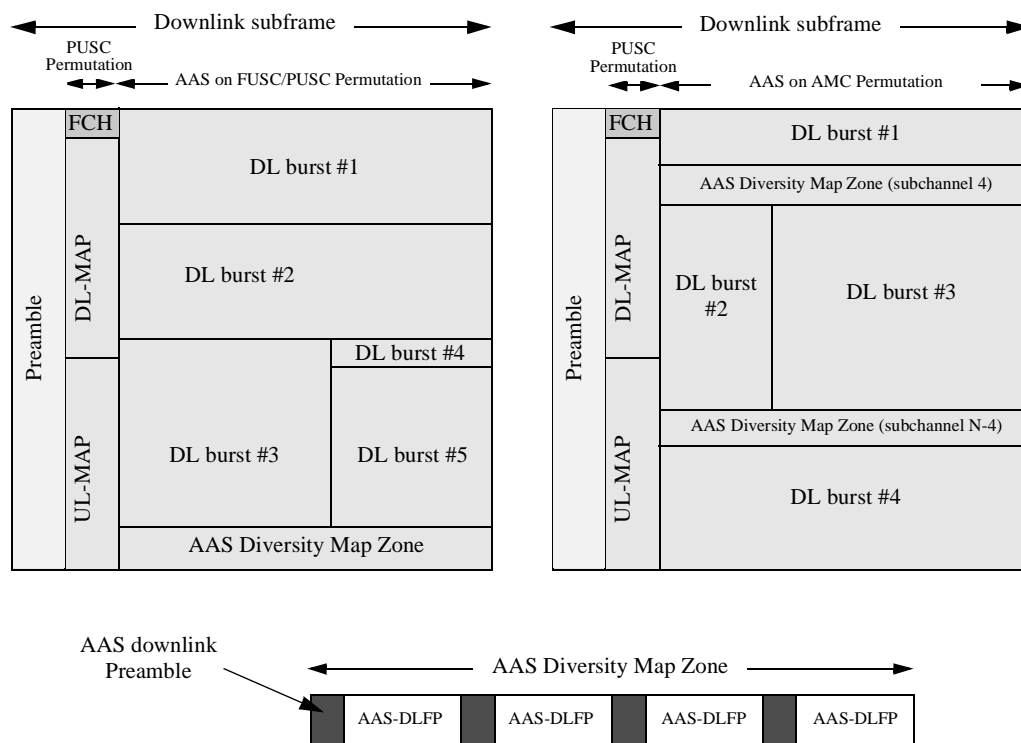 Downlink subframe
PUSC
Permutation
AAS on FUSC/PUSC Permutation
Preamble
FCH
DL-MAP
UL-MAP
DL burst #1
DL burst #2
DL burst #3
DL burst #4
DL burst #5
AAS Diversity Map Zone
Downlink subframe
PUSC
Permutation
AAS on AMC Permutation
Preamble
FCH
DL-MAP
UL-MAP
DL burst #1
AAS Diversity Map Zone (subchannel 4)
DL burst
#2
DL burst #3
AAS Diversity Map Zone (subchannel N-4)
DL burst #4
AAS downlink
Preamble
AAS Diversity Map Zone
AAS-DLFP
AAS-DLFP
AAS-DLFP
AAS-DLFP